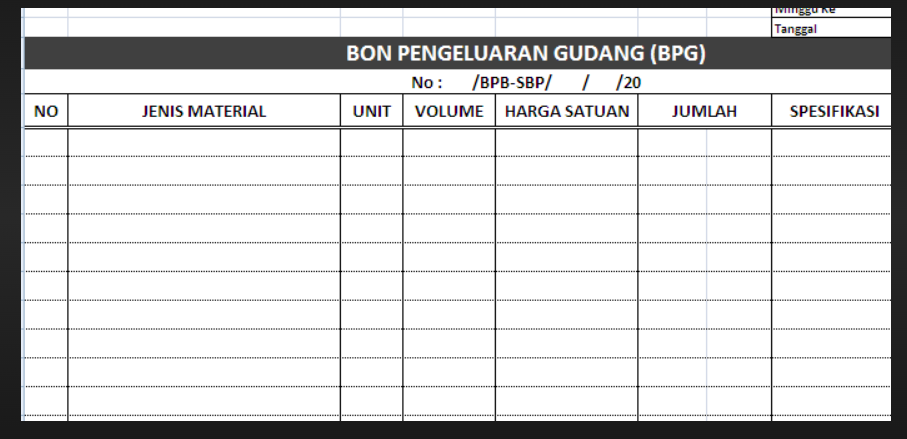 Minggu Ke
Tanggal
BON PENGELUARAN GUDANG (BPG)
No : /BPB-SBP/ / /20
NO JENIS MATERIAL UNIT VOLUME HARGA SATUAN JUMLAH SPESIFIKASI